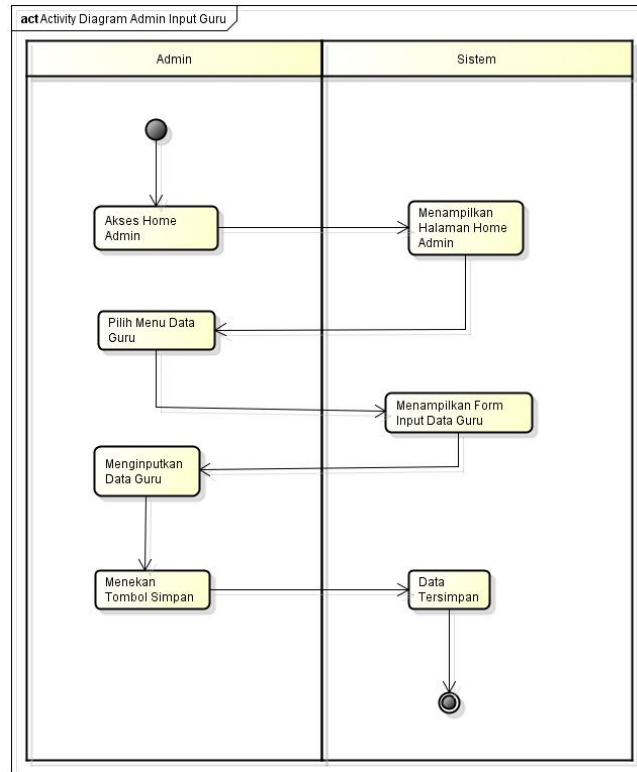 act Activity Diagram Admin Input Guru
Admin
Sistem
Akses Home
Admin
Menampilkan
Halaman Home
Admin
Pilih Menu Data
Guru
Menampilkan Form
Input Data Guru
Menginputkan
Data Guru
Menekan
Tombol Simpan
Data
Tersimpan